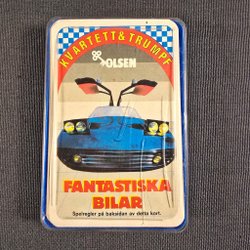 KVARTETT & TRUMPF
OLSEN
FANTASTISKA
BILAR
Spelregler på baksidan av detta kort.